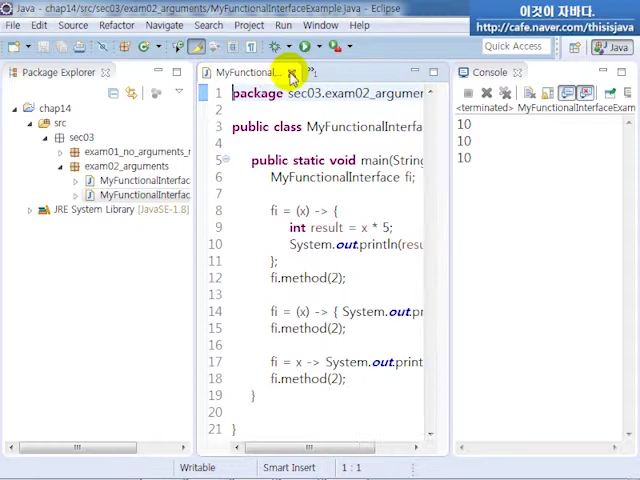 Java - chap14/src/sec03/exam02_arguments/MyFunctionalInterfaceExample.java - Eclipse
이것이 자바다.
http://cafe.naver.com/thisisjava
File Edit Source Refactor Navigate Search Project Run Window Help
Quick Access
Java
Package Explorer
chap14
src
sec03
exam01_no_arguments_r
exam02_arguments
MyFunctionalInterfac
MyFunctionalInterfac
JRE System Library [JavaSE-1.8]
MyFunctional...
1 package sec03.exam02_argumer
2
3 public class MyFunctionalInterfa
4
5 public static void main(String
6 MyFunctionalInterface fi;
7
8 fi = (x) -> {
9 int result = x * 5;
10 System.out.println(resu
11 };
12 fi.method(2);
13
14 fi = (x) -> { System.out.pr
15 fi.method(2);
16
17 fi = x -> System.out.print
18 fi.method(2);
19 }
20
21 }
Console
<terminated> MyFunctionalInterfaceExam
10
10
10
Writable
Smart Insert
1 : 1